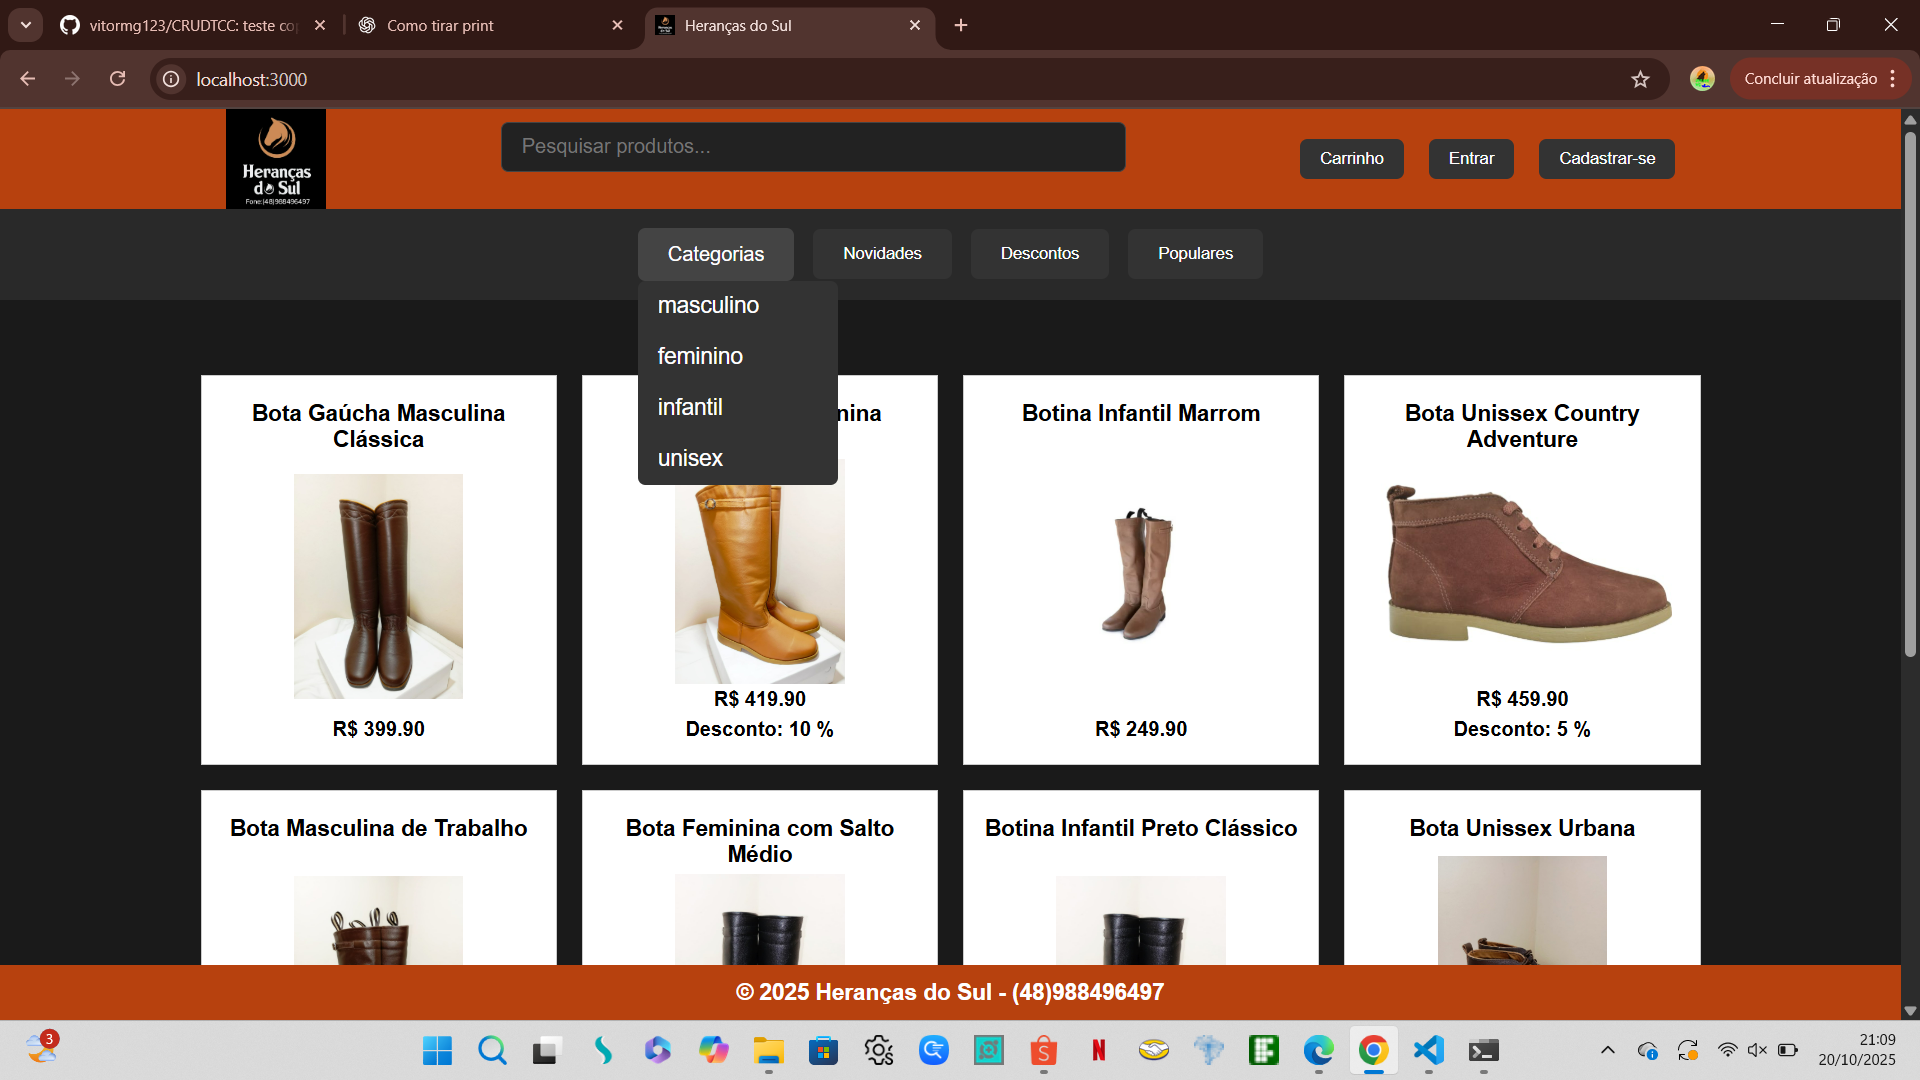 vitormg123/CRUDTCC: teste co
Como tirar print
Heranças do Sul
localhost:3000
Concluir atualização
Heranças
do Sul
Fone:(48)988496497
Pesquisar produtos...
Carrinho
Entrar
Cadastrar-se
Categorias
Novidades
Descontos
Populares
masculino
feminino
infantil
unisex
Bota Gaúcha Masculina
Clássica
nina
Botina Infantil Marrom
Bota Unissex Country
Adventure
R$ 399.90
R$ 419.90
Desconto: 10 %
R$ 249.90
R$ 459.90
Desconto: 5 %
Bota Masculina de Trabalho
Bota Feminina com Salto
Médio
Botina Infantil Preto Clássico
Bota Unissex Urbana
© 2025 Heranças do Sul - (48)988496497
3
21:09
20/10/2025